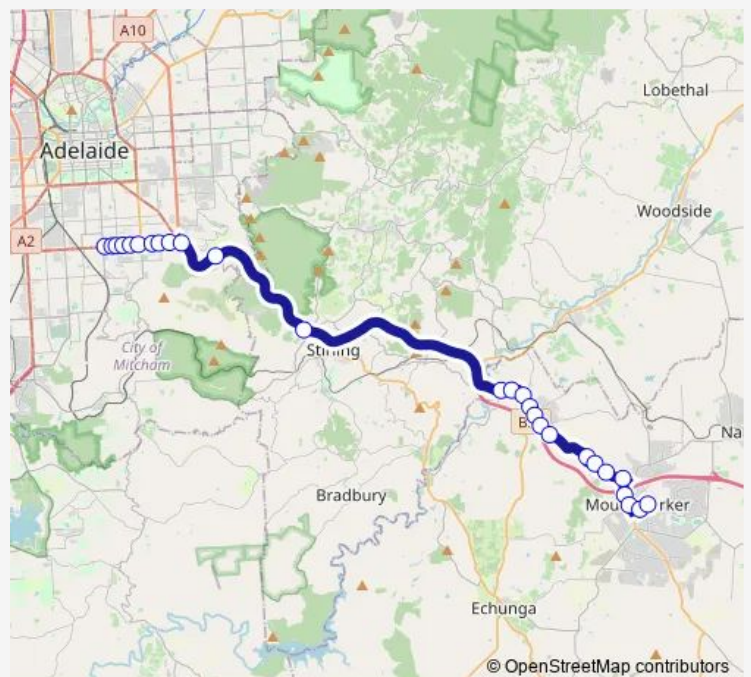 A10
Lobethal
Adelaide
Woodside
A2
Stirling
City of
Mitcham
B
Na
Bradbury
Mou rker
Echunga
© OpenStreetMap contributors